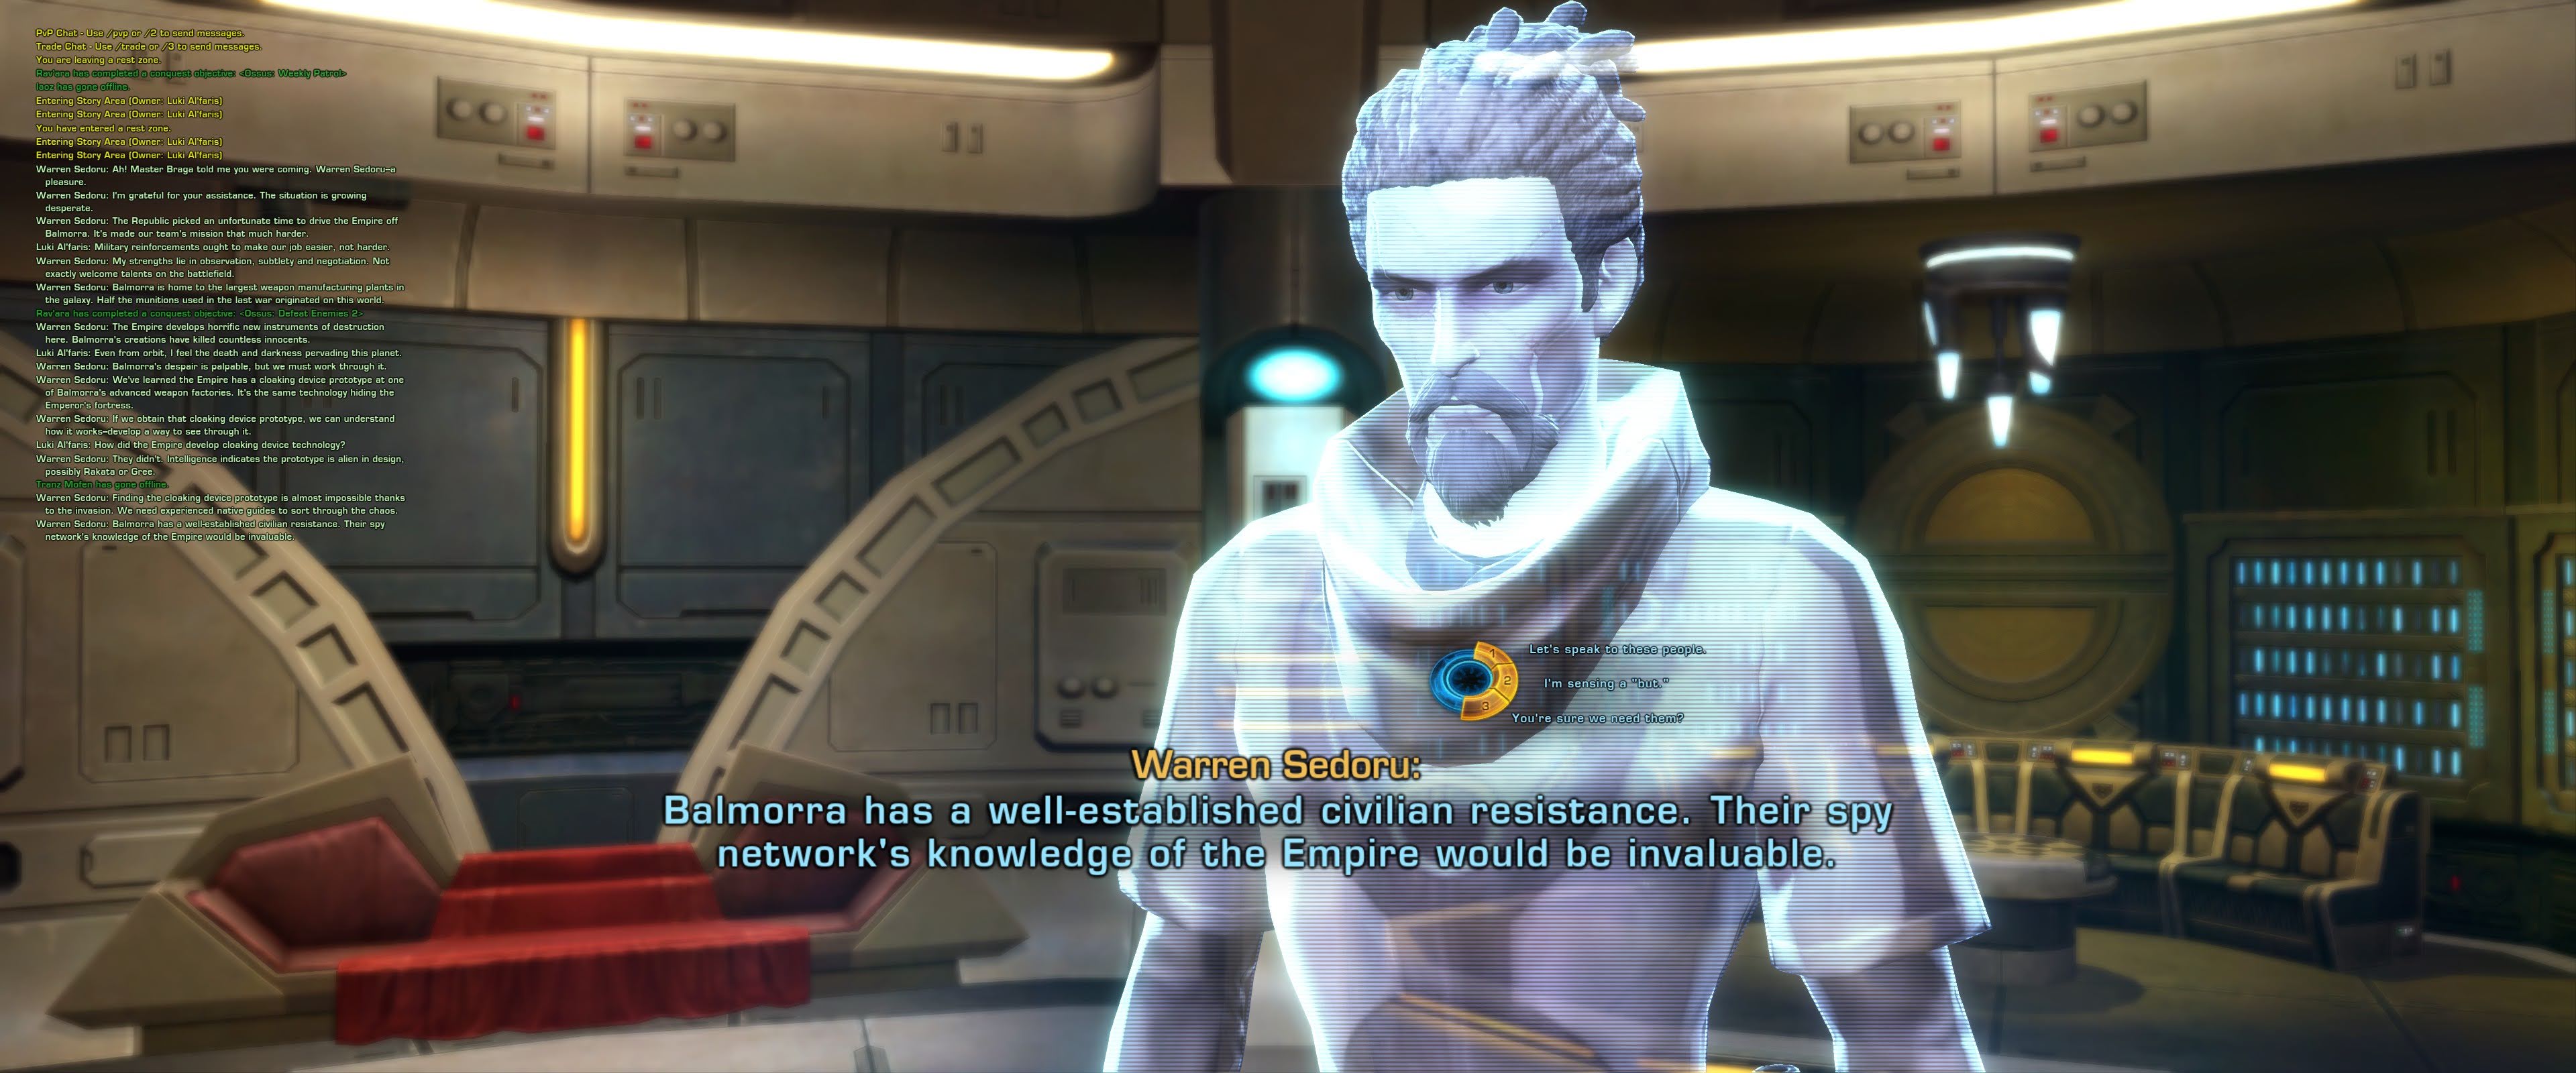 PvP Chat - Use /pvp or /2 to send messages.
Trade Chat - Use /trade or /3 to send messages.
You are leaving a rest zone.
Rav'ara has completed a conquest objective: <Ossus: Weekly Patrol>
has gone offline.
Entering Story Area (Owner: Luki Al'faris)
Entering Story Area (Owner: Luki Al'faris)
You have entered a rest zone.
Entering Story Area (Owner: Luki Al'faris)
Entering Story Area (Owner: Luki Al'faris)
Warren Sedoru: Ah! Master Braga told me you were coming. Warren Sedoru—a
pleasure.
Warren Sedoru: I'm grateful for your assistance. The situation is growing
desperate.
Warren Sedoru: The Republic picked an unfortunate time to drive the Empire off
Balmorra. It's made our team's mission that much harder.
Luki Al'faris: Military reinforcements ought to make our job easier, not harder.
Warren Sedoru: My strengths lie in observation, subtlety and negotiation. Not
exactly welcome talents on the battlefield.
Warren Sedoru: Balmorra is home to the largest weapon manufacturing plants in
the galaxy. Half the munitions used in the last war originated on this world.
Rav'ara has completed a conquest objective: <Ossus: Defeat Enemies 2>
Warren Sedoru: The Empire develops horrific new instruments of destruction
here. Balmorra's creations have killed countless innocents.
Luki Al'faris: Even from orbit, I feel the death and darkness pervading this planet.
Warren Sedoru: Balmorra's despair is palpable, but we must work through it.
Warren Sedoru: We've learned the Empire has a cloaking device prototype at one
of Balmorra's advanced weapon factories. It's the same technology hiding the
Emperor's fortress.
Warren Sedoru: If we obtain that cloaking device prototype, we can understand
how it works—develop a way to see through it.
Luki Al'faris: How did the Empire develop cloaking device technology?
Warren Sedoru: They didn't. Intelligence indicates the prototype is alien in design,
possibly Rakata or Gree.
Tranz Mofen has gone offline.
Warren Sedoru: Finding the cloaking device prototype is almost impossible thanks
to the invasion. We need experienced native guides to sort through the chaos.
Warren Sedoru: Balmorra has a well-established civilian resistance. Their spy
network's knowledge of the Empire would be invaluable.
1 Let's speak to these people.
2 I'm sensing a "but."
3 You're sure we need them?
Warren Sedoru:
Balmorra has a well-established civilian resistance. Their spy
network's knowledge of the Empire would be invaluable.